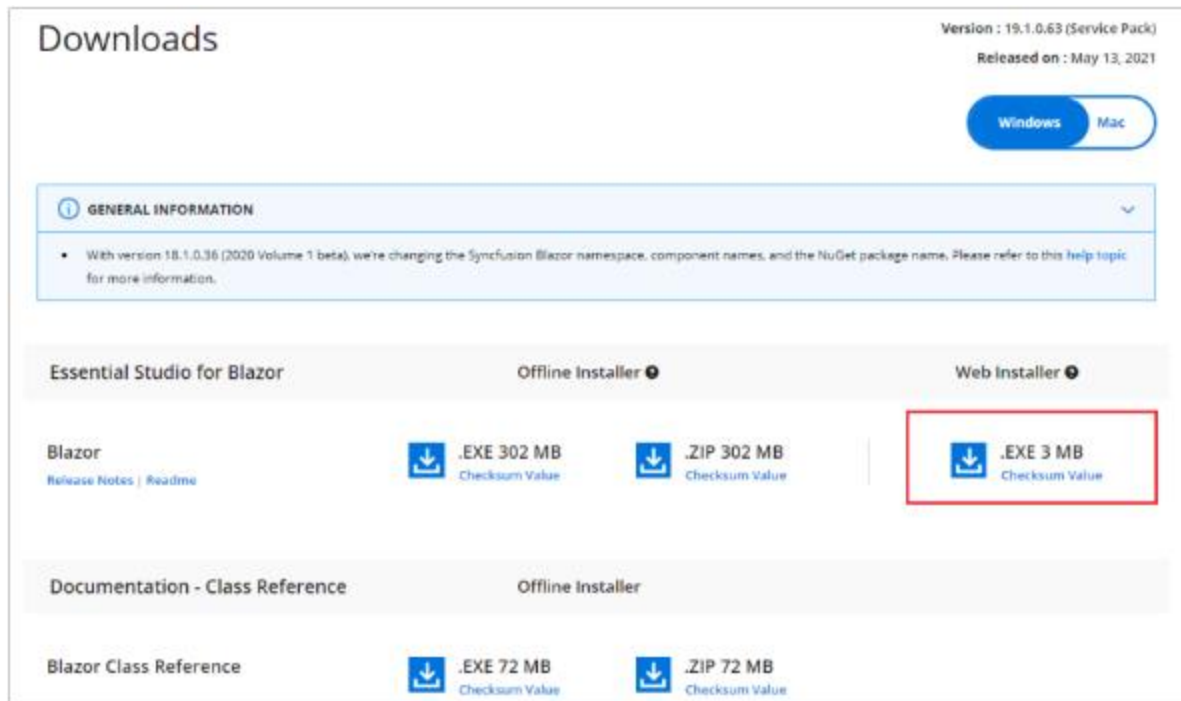 Downloads
Version : 19.1.0.63 (Service Pack)
Released on : May 13, 2021
Windows Mac
GENERAL INFORMATION
• With version 18.1.0.36 (2020 Volume 1 beta), we're changing the Syncfusion Blazor namespace, component names, and the NuGet package name. Please refer to this help topic
for more information.
Essential Studio for Blazor Offline Installer Web Installer
Blazor .EXE 302 MB .ZIP 302 MB .EXE 3 MB
Release Notes | Readme Checksum Value Checksum Value Checksum Value
Documentation - Class Reference Offline Installer
Blazor Class Reference .EXE 72 MB .ZIP 72 MB
Checksum Value Checksum Value